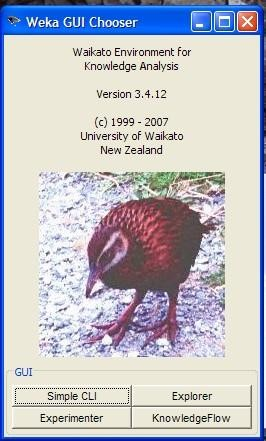 Weka GUI Chooser
Waikato Environment for
Knowledge Analysis
Version 3.4.12
(c) 1999 - 2007
University of Waikato
New Zealand
GUI
Simple CLI
Explorer
Experimenter
KnowledgeFlow